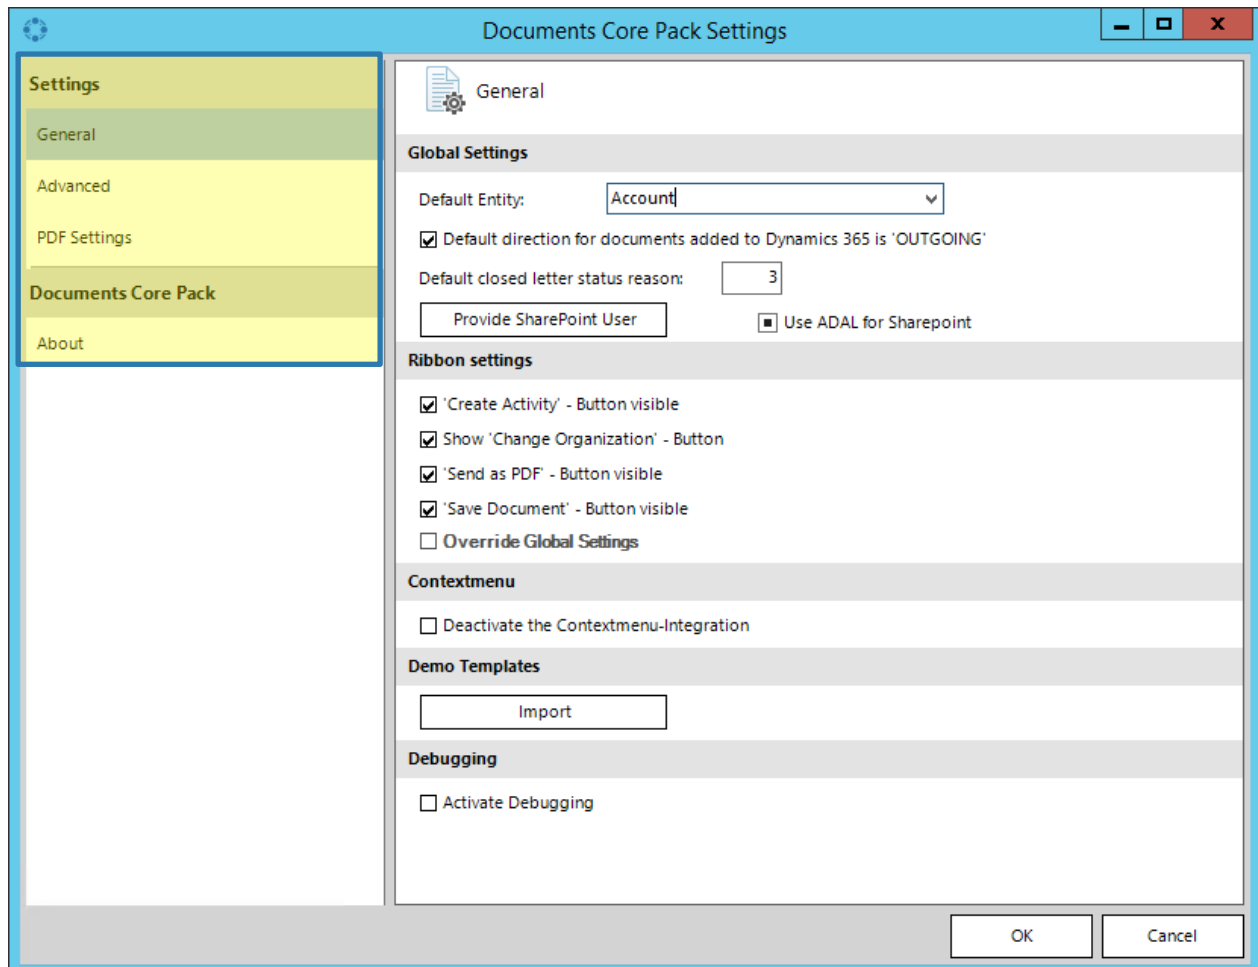 Documents Core Pack Settings
Settings
General
Advanced
PDF Settings
Documents Core Pack
About
General
Global Settings
Default Entity: Account
Default direction for documents added to Dynamics 365 is 'OUTGOING'
Default closed letter status reason: 3
Provide SharePoint User Use ADAL for Sharepoint
Ribbon settings
'Create Activity' - Button visible
Show 'Change Organization' - Button
'Send as PDF' - Button visible
'Save Document' - Button visible
Override Global Settings
Contextmenu
Deactivate the Contextmenu-Integration
Demo Templates
Import
Debugging
Activate Debugging
OK Cancel